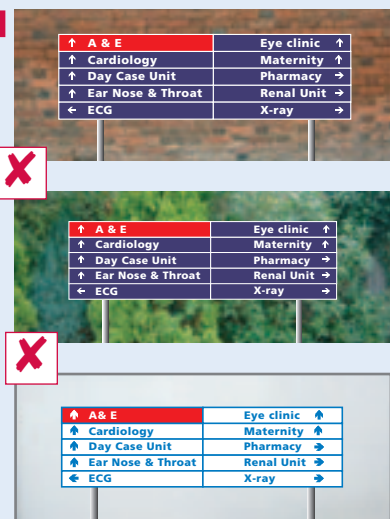 A & E Eye clinic
Cardiology Maternity
Day Case Unit Pharmacy
Ear Nose & Throat Renal Unit
ECG X-ray
A & E Eye clinic
Cardiology Maternity
Day Case Unit Pharmacy
Ear Nose & Throat Renal Unit
ECG X-ray
A& E Eye clinic
Cardiology Maternity
Day Case Unit Pharmacy
Ear Nose & Throat Renal Unit
ECG X-ray